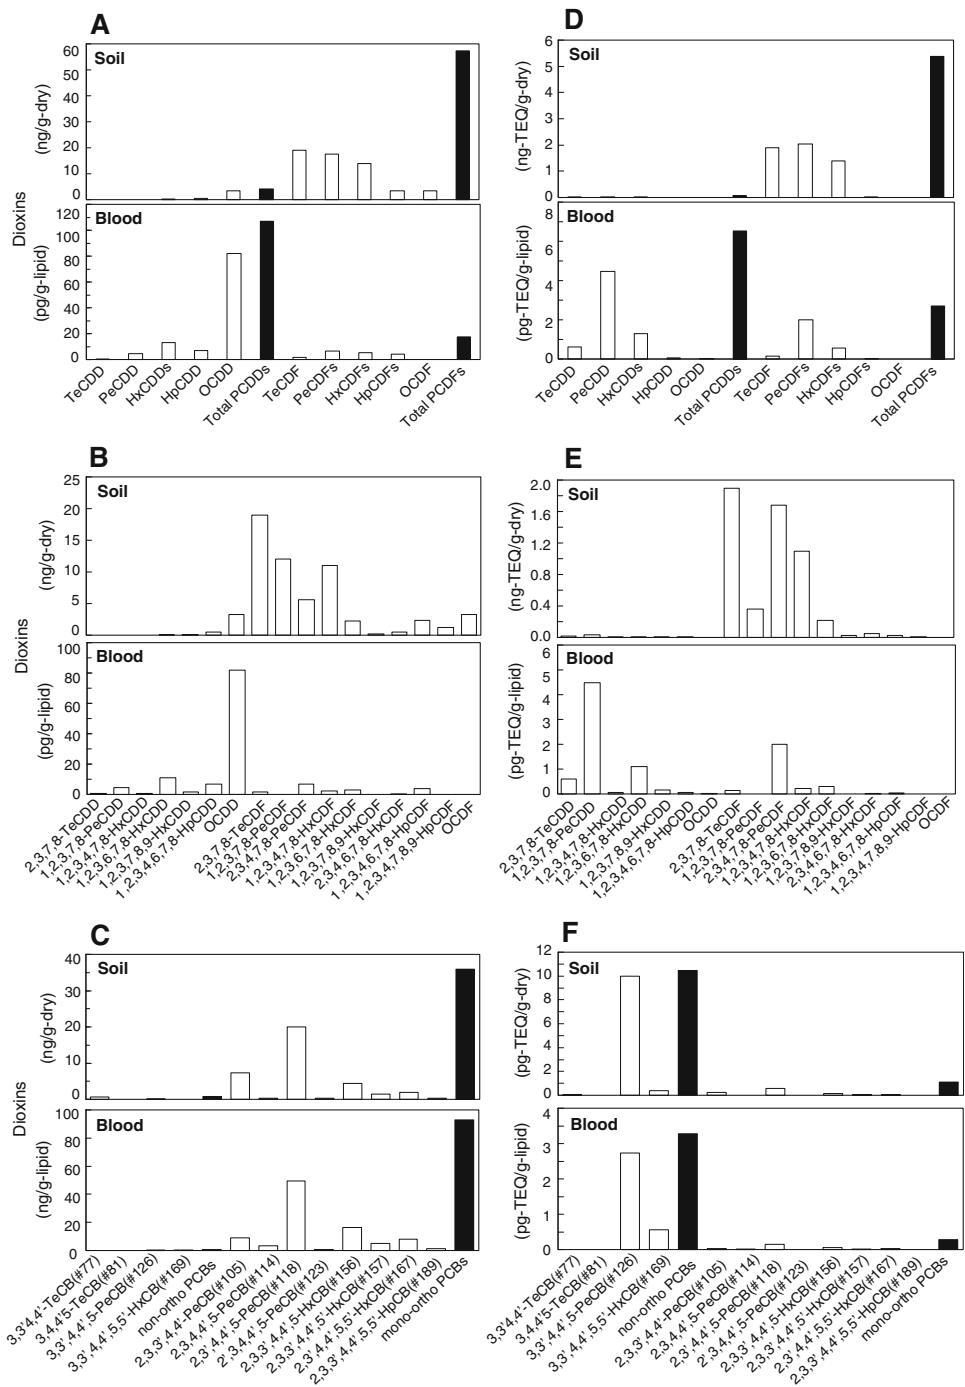 A
Soil
(ng/g-dry)
60
50
40
30
20
10
0
Dioxins
Blood
(pg/g-lipid)
120
100
80
60
40
20
0
TeCDD
PeCDD
HxCDDs
HpCDD
OCDD
Total PCDDs
TeCDF
PeCDFs
HxCDFs
HpCDFs
OCDF
Total PCDFs
D
Soil
(ng-TEQ/g-dry)
6
5
4
3
2
1
0
Blood
(pg-TEQ/g-lipid)
8
6
4
2
0
TeCDD
PeCDD
HxCDDs
HpCDD
OCDD
Total PCDDs
TeCDF
PeCDFs
HxCDFs
HpCDFs
OCDF
Total PCDFs
B
Soil
(ng/g-dry)
25
20
15
10
5
0
Dioxins
Blood
(pg/g-lipid)
100
80
60
40
20
0
2,3,7,8-TeCDD
1,2,3,7,8-PeCDD
1,2,3,4,7,8-HxCDD
1,2,3,6,7,8-HxCDD
1,2,3,7,8,9-HxCDD
1,2,3,4,6,7,8-HpCDD
OCDD
2,3,7,8-TeCDF
1,2,3,7,8-PeCDF
2,3,4,7,8-PeCDF
1,2,3,4,7,8-HxCDF
1,2,3,6,7,8-HxCDF
1,2,3,7,8,9-HxCDF
2,3,4,6,7,8-HxCDF
1,2,3,4,6,7,8-HpCDF
1,2,3,4,7,8,9-HpCDF
OCDF
E
Soil
(ng-TEQ/g-dry)
2.0
1.6
1.2
0.8
0.4
0.0
Blood
(pg-TEQ/g-lipid)
6
5
4
3
2
1
0
2,3,7,8-TeCDD
1,2,3,7,8-PeCDD
1,2,3,4,7,8-HxCDD
1,2,3,6,7,8-HxCDD
1,2,3,7,8,9-HxCDD
1,2,3,4,6,7,8-HpCDD
OCDD
2,3,7,8-TeCDF
1,2,3,7,8-PeCDF
2,3,4,7,8-PeCDF
1,2,3,4,7,8-HxCDF
1,2,3,6,7,8-HxCDF
1,2,3,7,8,9-HxCDF
2,3,4,6,7,8-HxCDF
1,2,3,4,6,7,8-HpCDF
1,2,3,4,7,8,9-HpCDF
OCDF
C
Soil
(ng/g-dry)
40
30
20
10
0
Dioxins
Blood
(ng/g-lipid)
100
80
60
40
20
0
3,3'4,4'-TeCB(#77)
3,4,4'5-TeCB(#81)
3,3',4,4',5-PeCB(#126)
3,3',4,4',5,5'-HxCB(#169)
non-ortho PCBs
2,3,3',4,4'-PeCB(#105)
2,3,4,4',5-PeCB(#114)
2,3',4,4',5-PeCB(#118)
2',3,4,4',5-PeCB(#123)
2,3,3',4,4',5-HxCB(#156)
2,3,3',4,4',5'-HxCB(#157)
2,3',4,4',5,5'-HxCB(#167)
2,3,3',4,4',5,5'-HpCB(#189)
mono-ortho PCBs
F
Soil
(pg-TEQ/g-dry)
12
10
8
6
4
2
0
Blood
(pg-TEQ/g-lipid)
4
3
2
1
0
3,3'4,4'-TeCB(#77)
3,4,4'5-TeCB(#81)
3,3',4,4',5-PeCB(#126)
3,3',4,4',5,5'-HxCB(#169)
non-ortho PCBs
2,3,3',4,4'-PeCB(#105)
2,3,4,4',5-PeCB(#114)
2,3',4,4',5-PeCB(#118)
2',3,4,4',5-PeCB(#123)
2,3,3',4,4',5-HxCB(#156)
2,3,3',4,4',5'-HxCB(#157)
2,3',4,4',5,5'-HxCB(#167)
2,3,3',4,4',5,5'-HpCB(#189)
mono-ortho PCBs